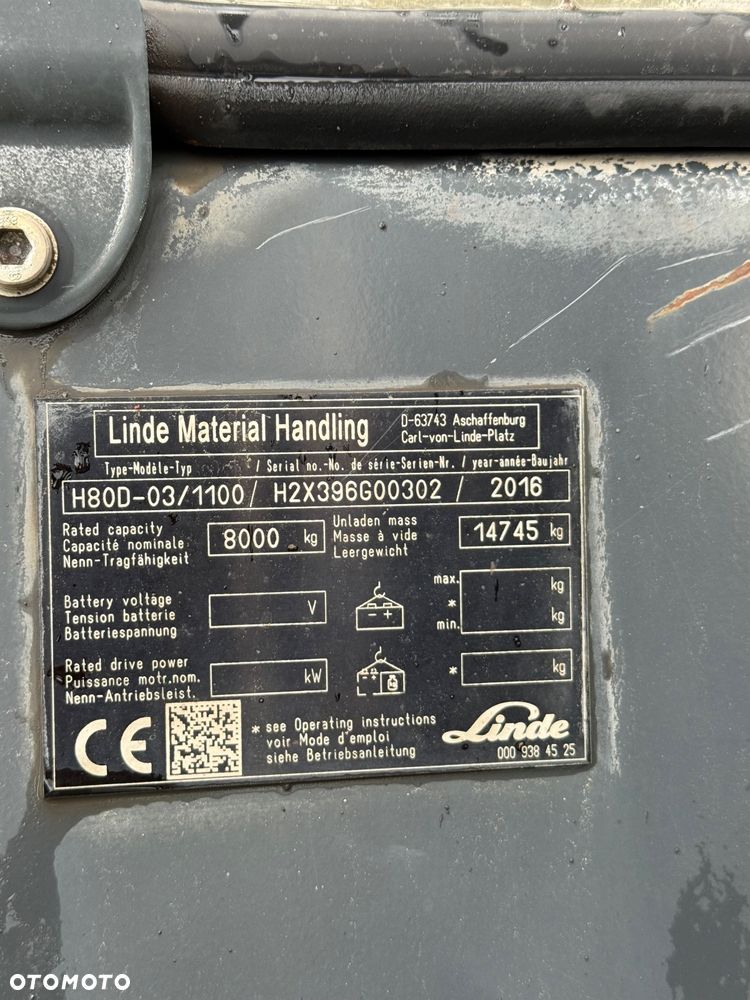 Linde Material Handling
D-63743 Aschaffenburg
Carl-von-Linde-Platz
Type-Modèle-Typ / Serial no.-No. de série-Serien-Nr. / year-année-Baujahr
H80D-03/1100 / H2X396G00302 / 2016
Rated capacity
Capacité nominale
Nenn-Tragfähigkeit
8000 kg
Unladen mass
Masse à vide
Leergewicht
14745 kg
Battery voltage
Tension batterie
Batteriespannung
V
- +
max.
*
min.
kg
kg
Rated drive power
Puissance motr.nom.
Nenn-Antriebsleist.
kW
*
kg
CE
* see Operating instructions
voir Mode d'emploi
siehe Betriebsanleitung
Linde
000 938 45 25
OTOMOTO